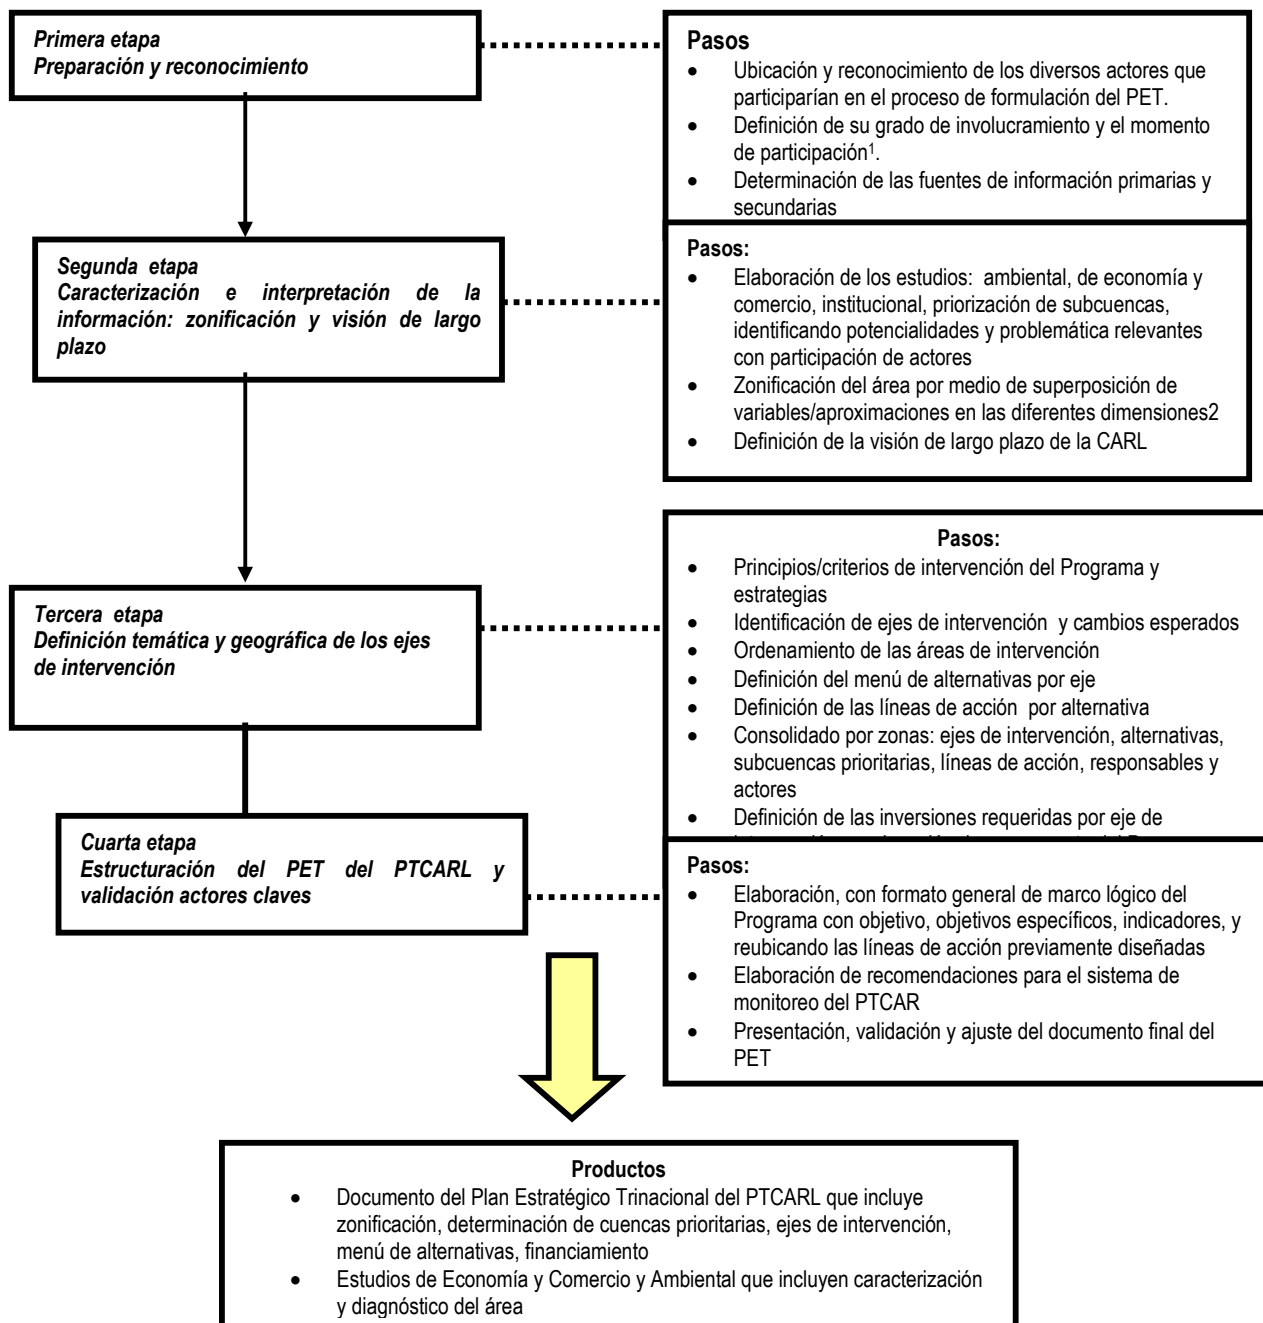 Primera etapa
Preparación y reconocimiento
Pasos
• Ubicación y reconocimiento de los diversos actores que
participarían en el proceso de formulación del PET.
• Definición de su grado de involucramiento y el momento
de participación¹.
• Determinación de las fuentes de información primarias y
secundarias
Segunda etapa
Caracterización e interpretación de la
información: zonificación y visión de largo
plazo
Pasos:
• Elaboración de los estudios: ambiental, de economía y
comercio, institucional, priorización de subcuencas,
identificando potencialidades y problemática relevantes
con participación de actores
• Zonificación del área por medio de superposición de
variables/aproximaciones en las diferentes dimensiones2
• Definición de la visión de largo plazo de la CARL
Tercera etapa
Definición temática y geográfica de los ejes
de intervención
Pasos:
• Principios/criterios de intervención del Programa y
estrategias
• Identificación de ejes de intervención y cambios esperados
• Ordenamiento de las áreas de intervención
• Definición del menú de alternativas por eje
• Definición de las líneas de acción por alternativa
• Consolidado por zonas: ejes de intervención, alternativas,
subcuencas prioritarias, líneas de acción, responsables y
actores
• Definición de las inversiones requeridas por eje de
Cuarta etapa
Estructuración del PET del PTCARL y
validación actores claves
Pasos:
• Elaboración, con formato general de marco lógico del
Programa con objetivo, objetivos específicos, indicadores, y
reubicando las líneas de acción previamente diseñadas
• Elaboración de recomendaciones para el sistema de
monitoreo del PTCAR
• Presentación, validación y ajuste del documento final del
PET
Productos
• Documento del Plan Estratégico Trinacional del PTCARL que incluye
zonificación, determinación de cuencas prioritarias, ejes de intervención,
menú de alternativas, financiamiento
• Estudios de Economía y Comercio y Ambiental que incluyen caracterización
y diagnóstico del área